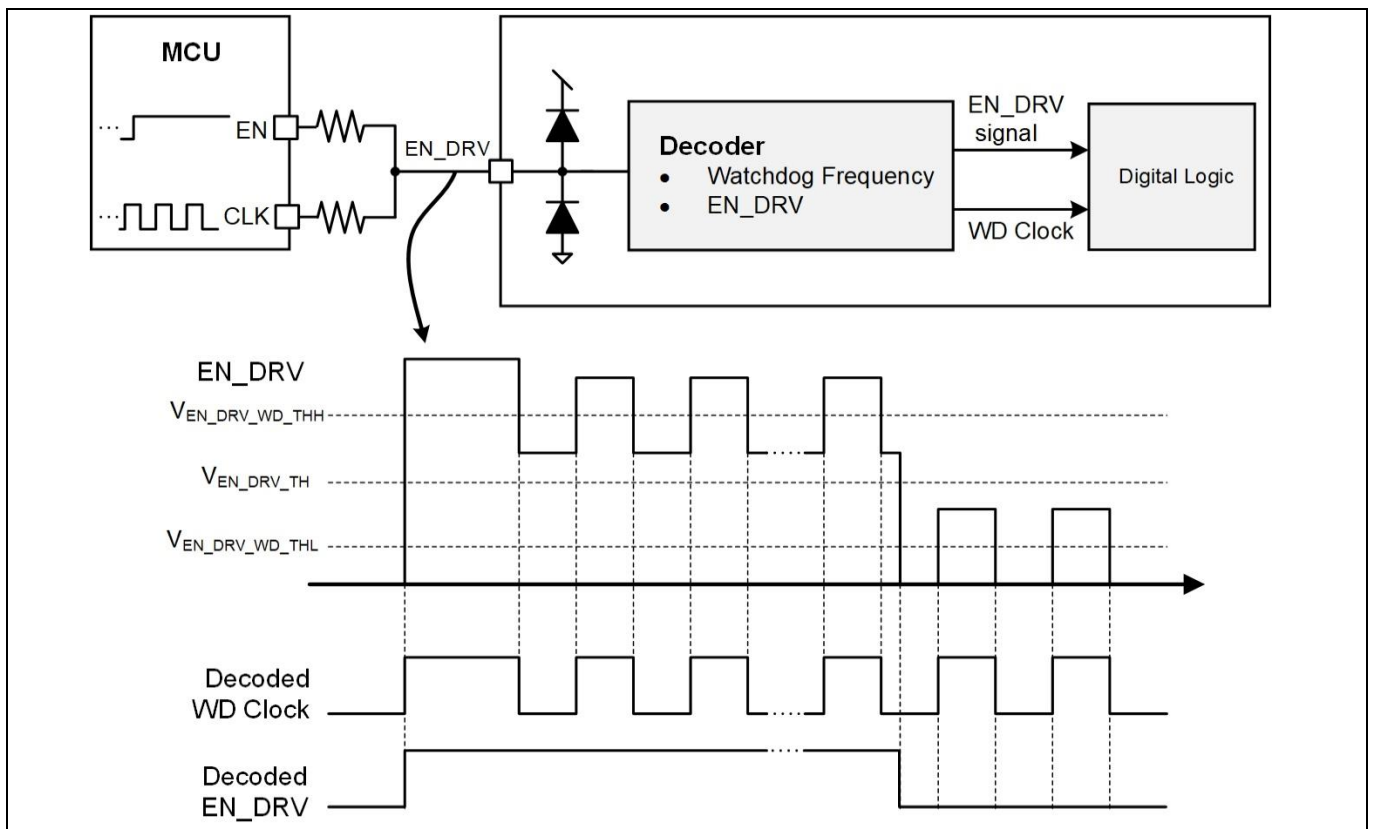 MCU
EN
CLK
EN_DRV
Decoder
• Watchdog Frequency
• EN_DRV
EN_DRV
signal
WD Clock
Digital Logic
EN_DRV
VEN_DRV_WD_THH
VEN_DRV_TH
VEN_DRV_WD_THL
Decoded
WD Clock
Decoded
EN_DRV